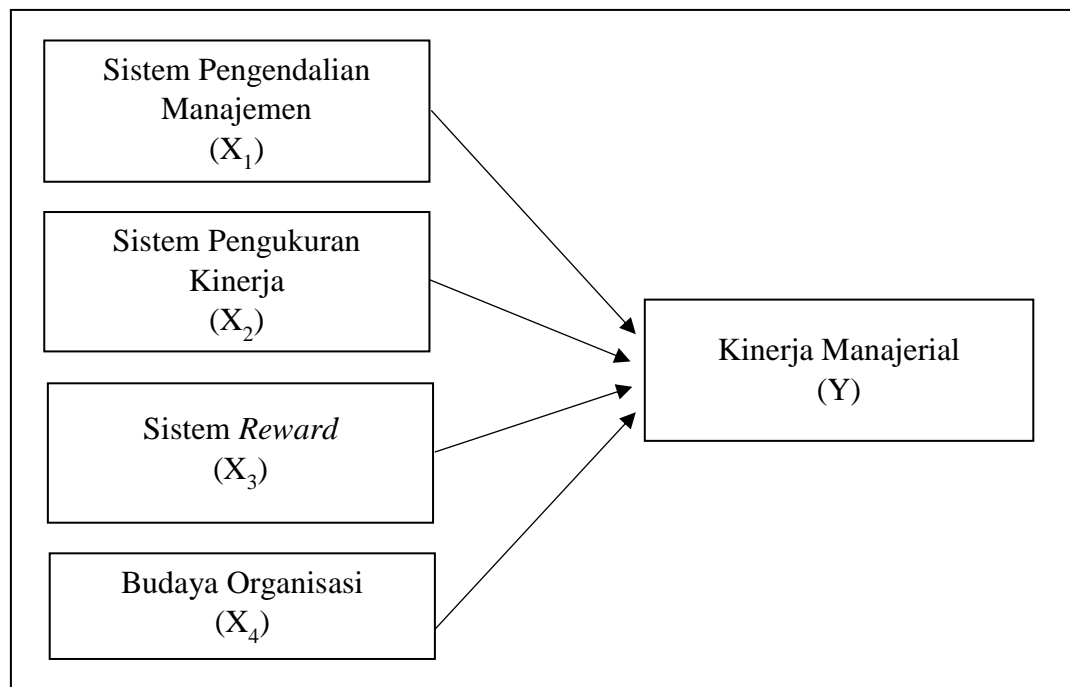 Sistem Pengendalian
Manajemen
(X₁)
Sistem Pengukuran
Kinerja
(X₂)
Sistem Reward
(X₃)
Budaya Organisasi
(X₄)
Kinerja Manajerial
(Y)